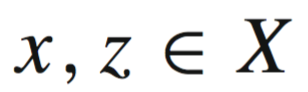 x, z ∈ X